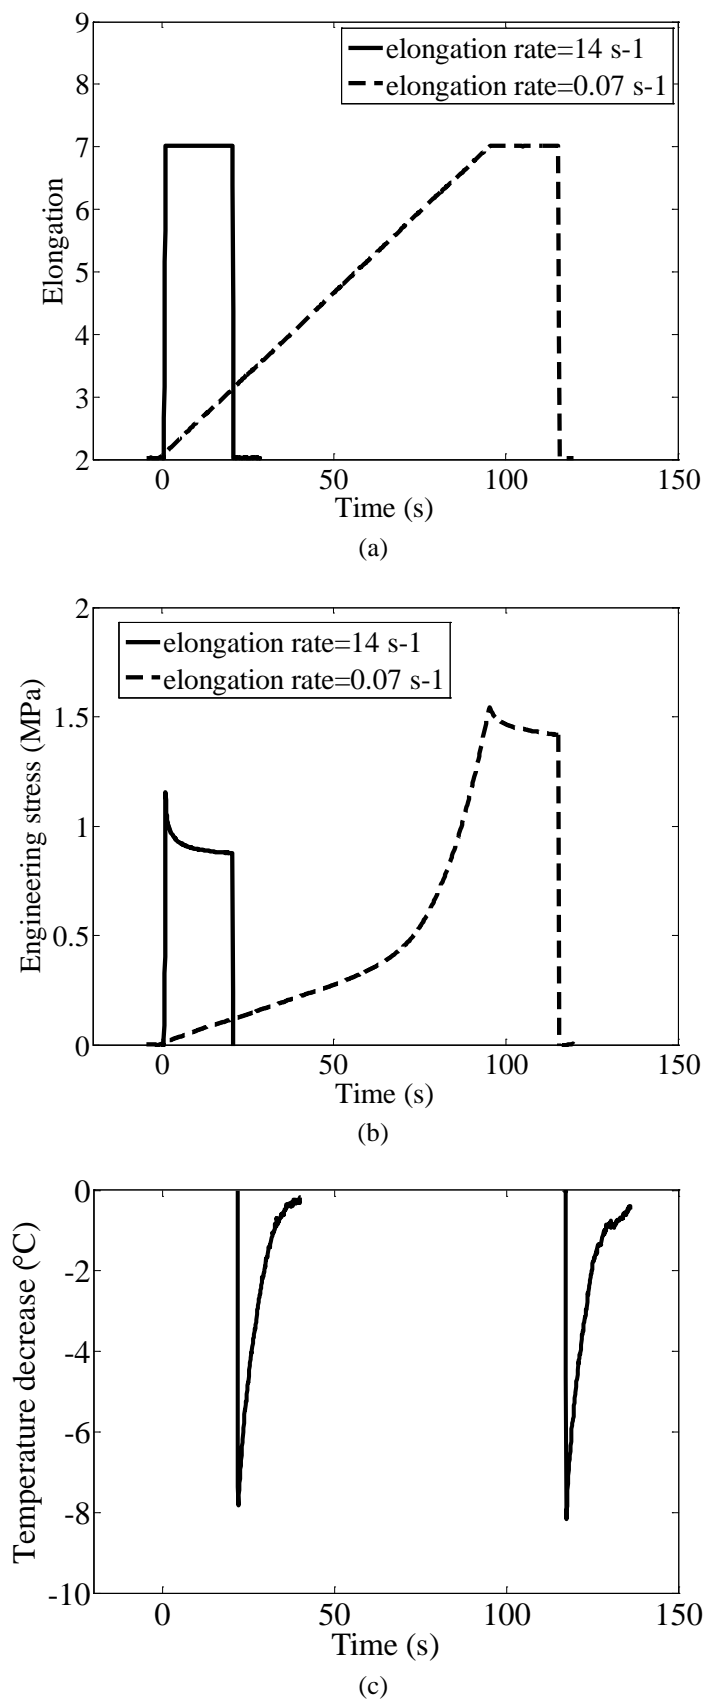 9
8
7
6
5
4
3
2
Elongation
elongation rate=14 s-1
elongation rate=0.07 s-1
0 50 100 150
Time (s)
(a)
2
1.5
1
0.5
0
Engineering stress (MPa)
elongation rate=14 s-1
elongation rate=0.07 s-1
0 50 100 150
Time (s)
(b)
0
-2
-4
-6
-8
-10
Temperature decrease (°C)
0 50 100 150
Time (s)
(c)